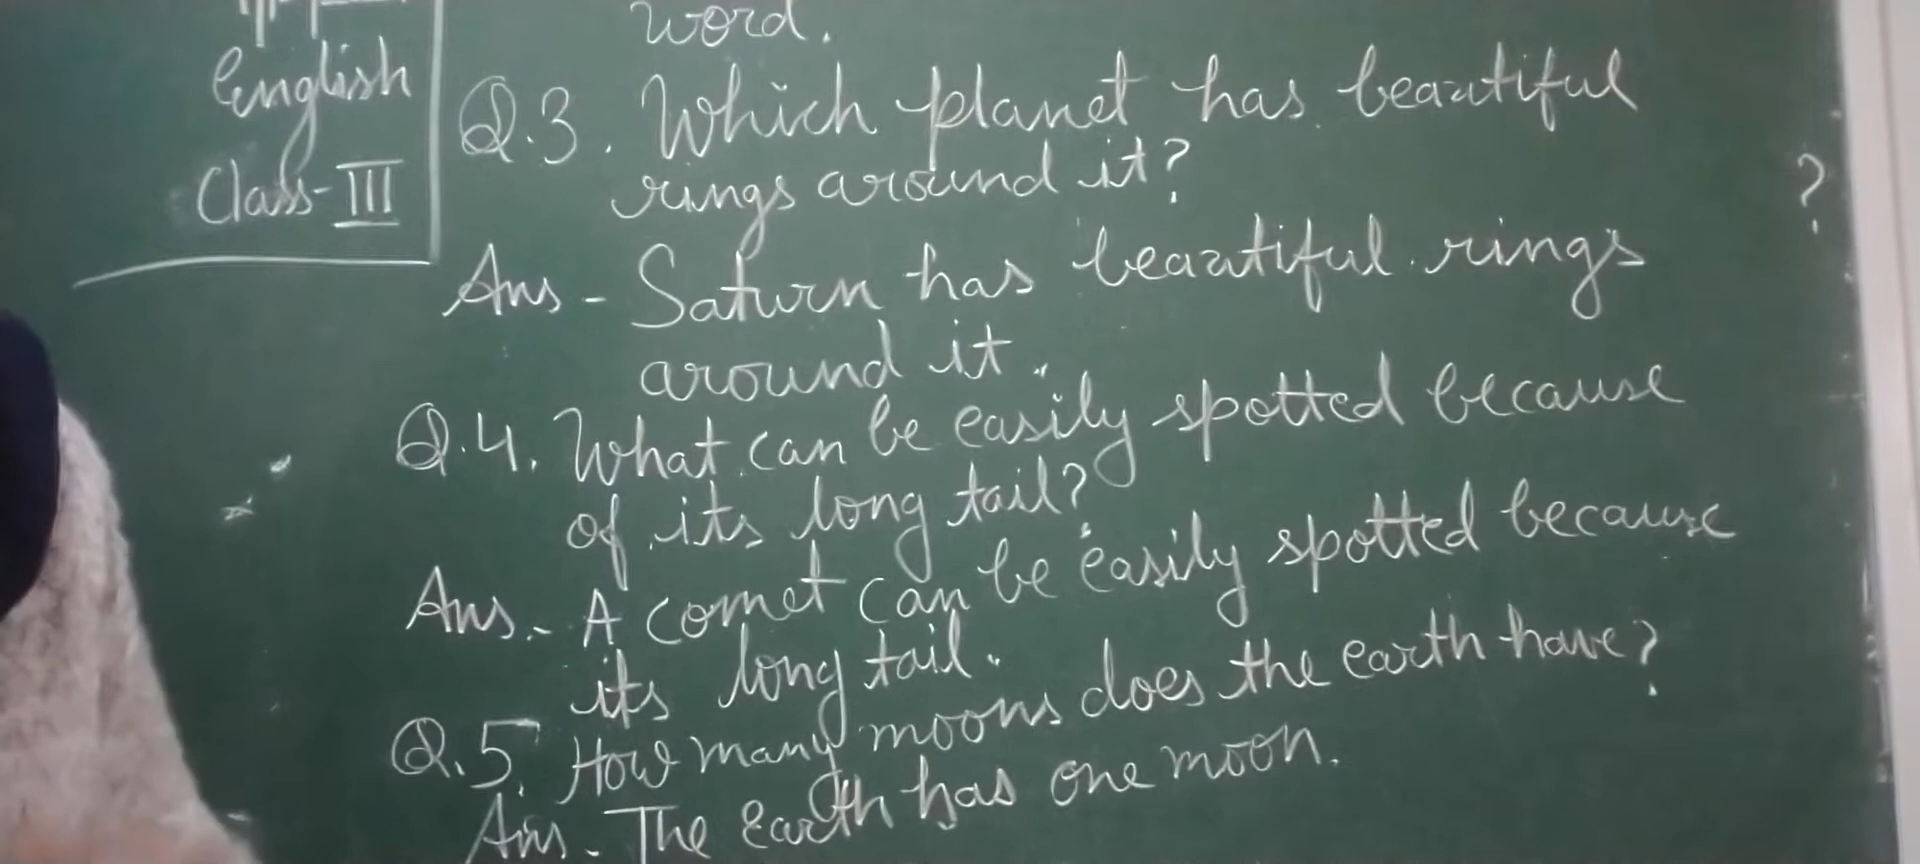 English
Class-III
word.
Q.3. Which planet has beautiful
rings around it?
?
Ans - Saturn has beautiful rings
around it.
Q.4. What can be easily spotted because
of its long tail?
Ans.- A comet can be easily spotted because
its long tail.
Q.5. How many moons does the earth have?
Ans. The earth has one moon.